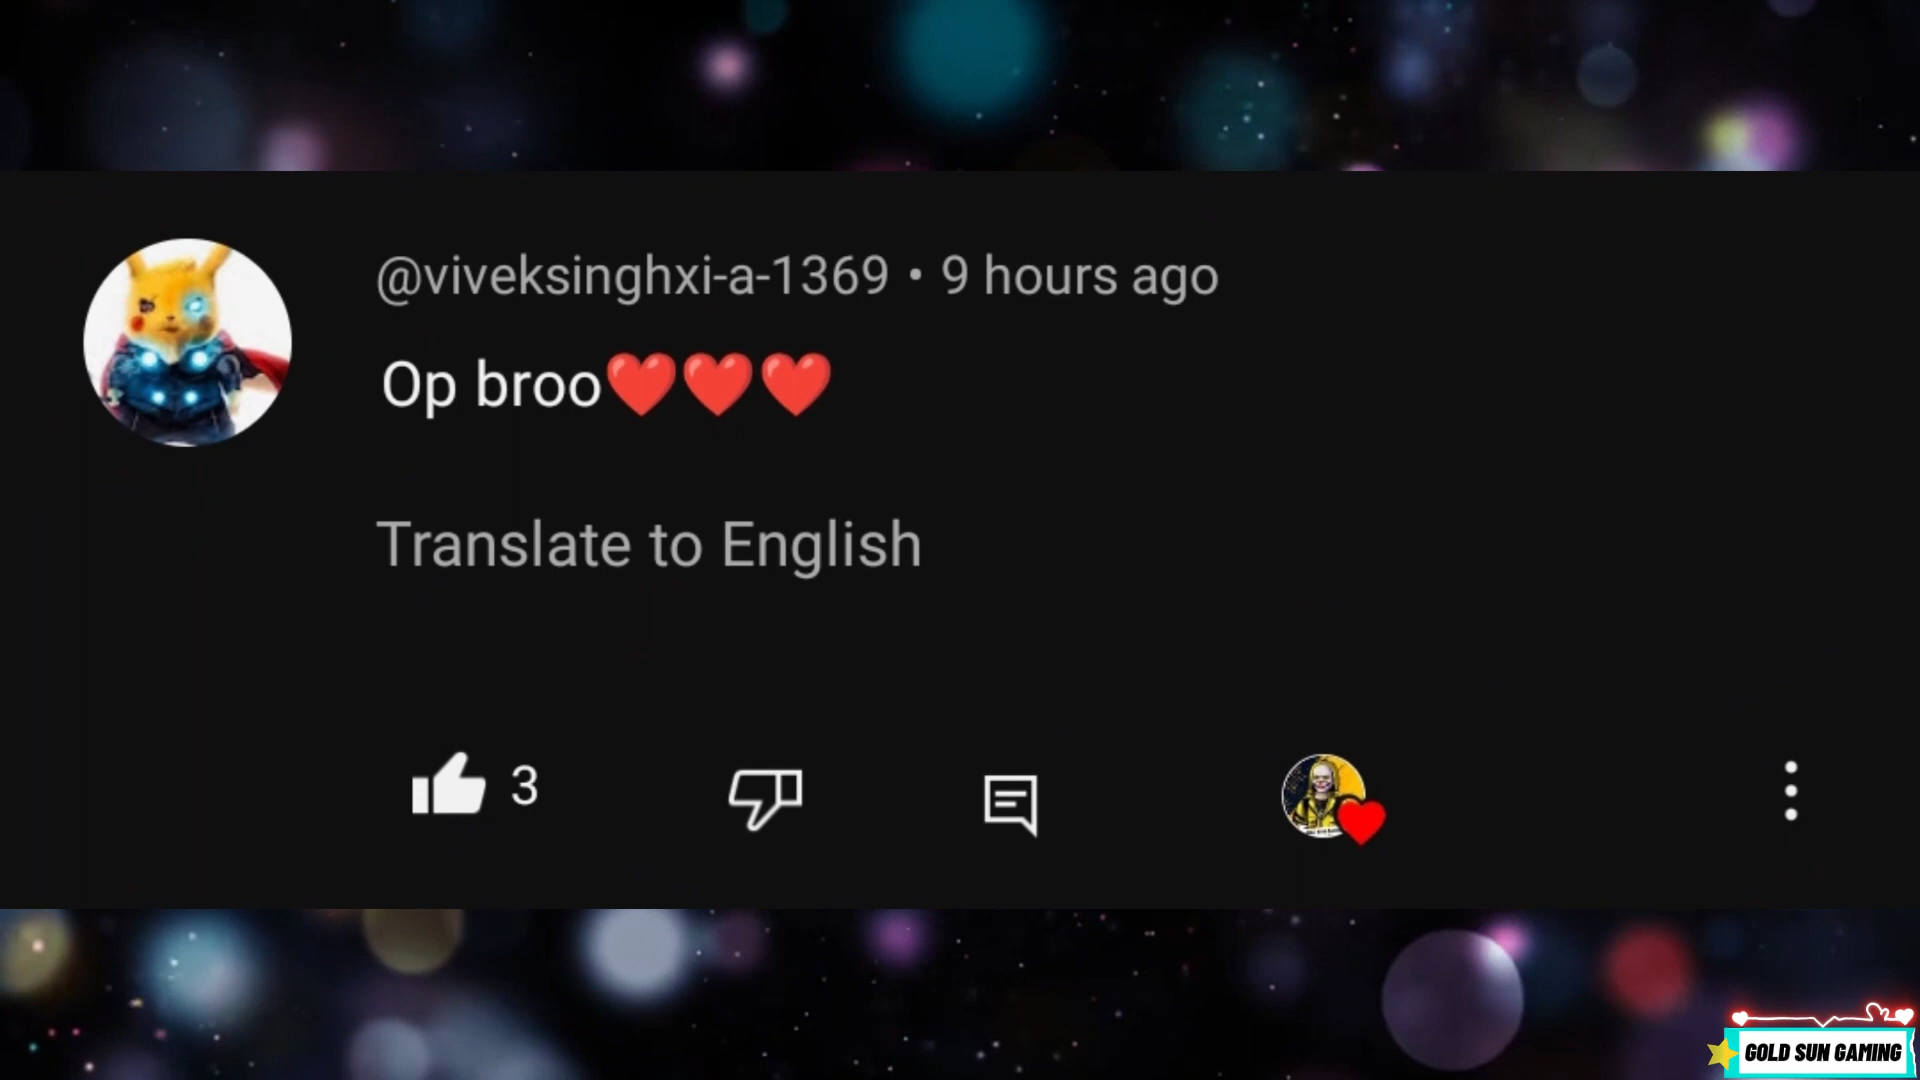 @viveksinghxi-a-1369 • 9 hours ago
Op broo❤️❤️❤️
Translate to English
3
GOLD SUN GAMING